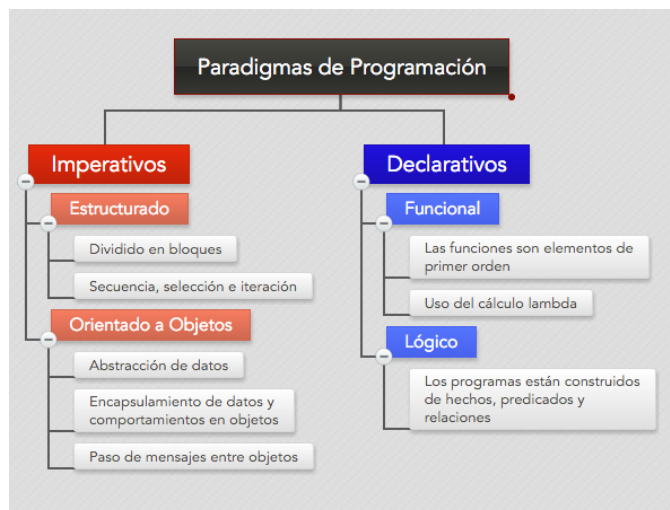 Paradigmas de Programación
Imperativos
Estructurado
Dividido en bloques
Secuencia, selección e iteración
Orientado a Objetos
Abstracción de datos
Encapsulamiento de datos y
comportamientos en objetos
Paso de mensajes entre objetos
Declarativos
Funcional
Las funciones son elementos de
primer orden
Uso del cálculo lambda
Lógico
Los programas están construidos
de hechos, predicados y
relaciones